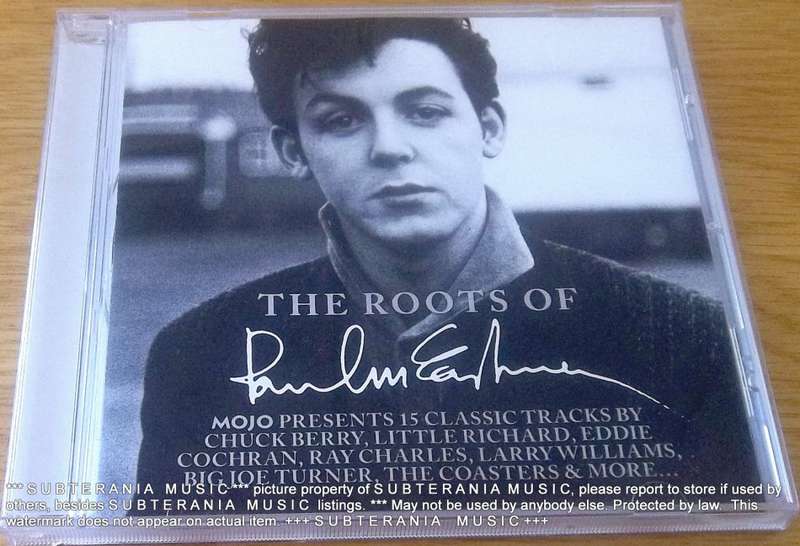 THE ROOTS OF
Paul McCartney
MOJO PRESENTS 15 CLASSIC TRACKS BY
CHUCK BERRY, LITTLE RICHARD, EDDIE
COCHRAN, RAY CHARLES, LARRY WILLIAMS,
BIG JOE TURNER, THE COASTERS & MORE...
*** S U B T E R A N I A M U S I C *** picture property of S U B T E R A N I A M U S I C, please report to store if used by
others, besides S U B T E R A N I A M U S I C listings. *** May not be used by anybody else. Protected by law. This
watermark does not appear on actual item. +++ S U B T E R A N I A M U S I C +++